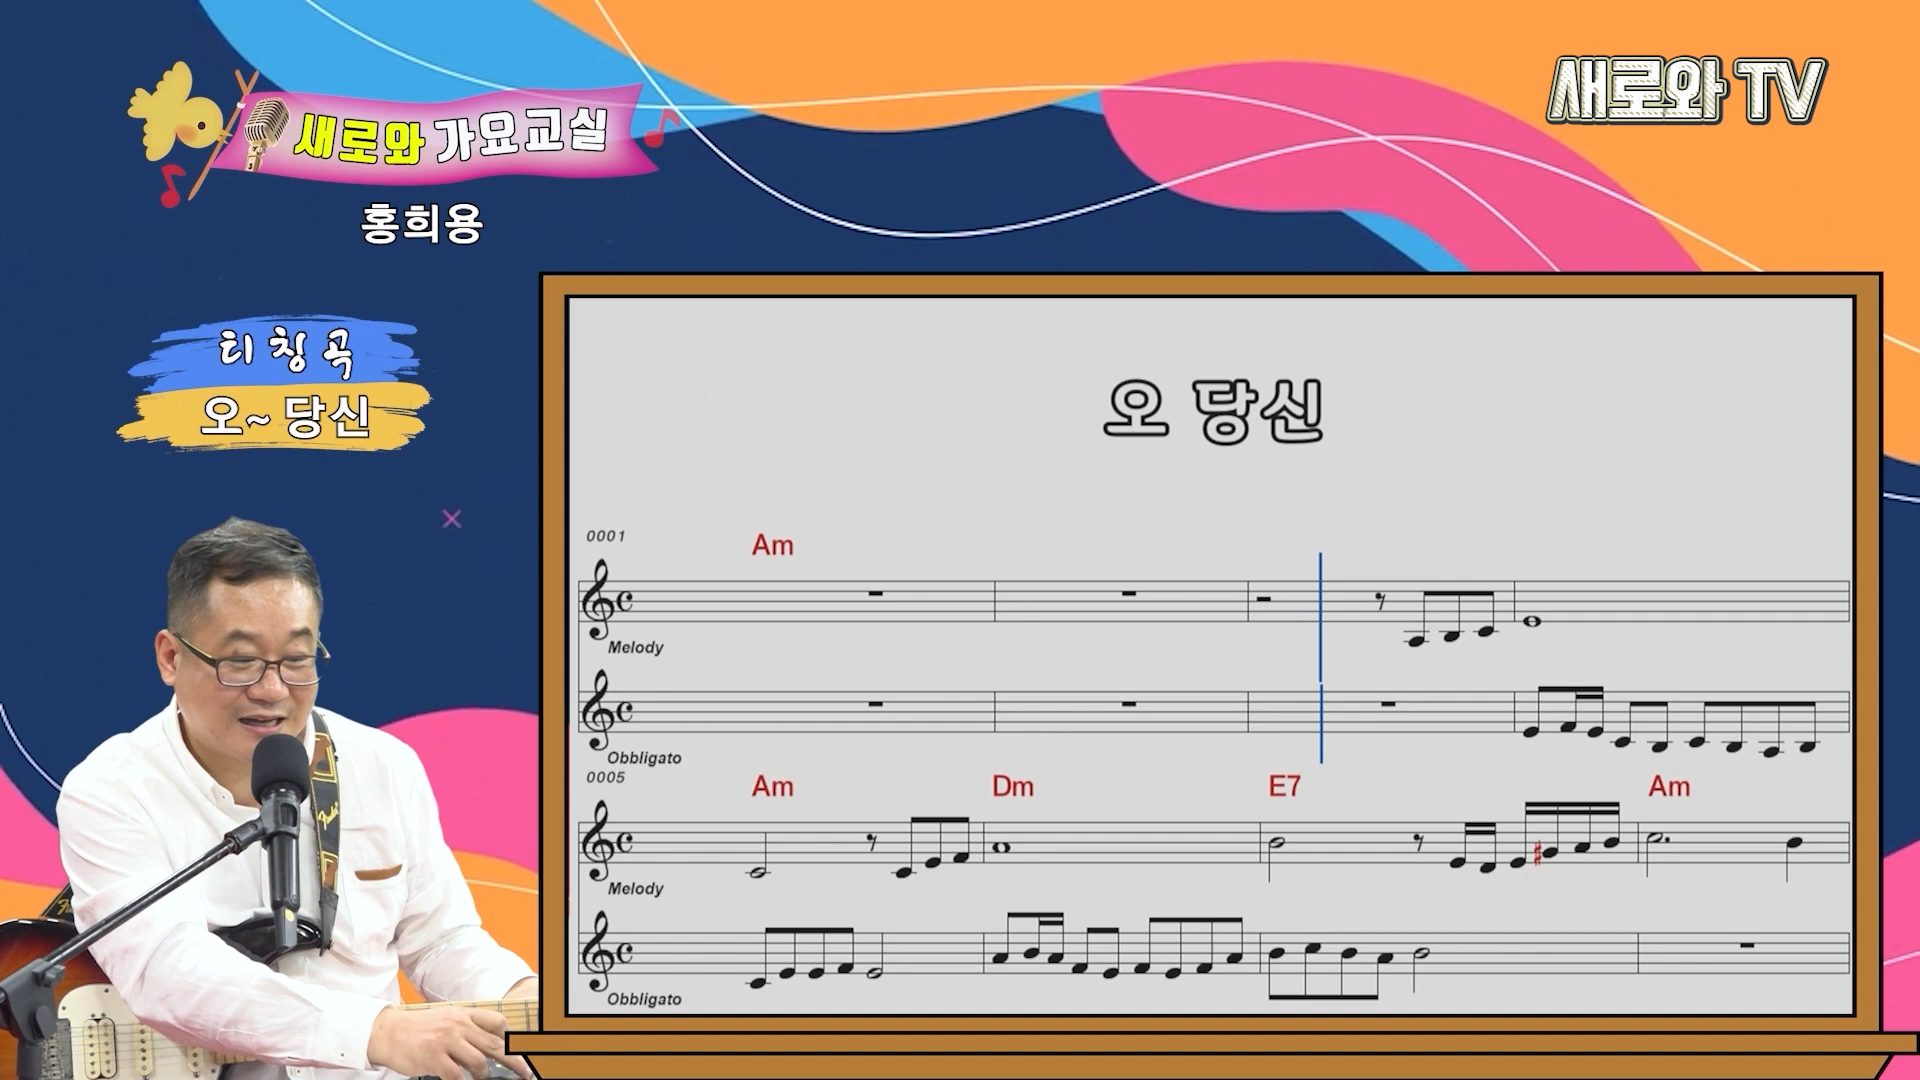 새로와 TV
새로와 가요교실
홍희용
티칭곡
오~ 당신
오 당신
0001
Am
Melody
Obbligato
0005
Am Dm E7 Am
Melody
Obbligato
Fender